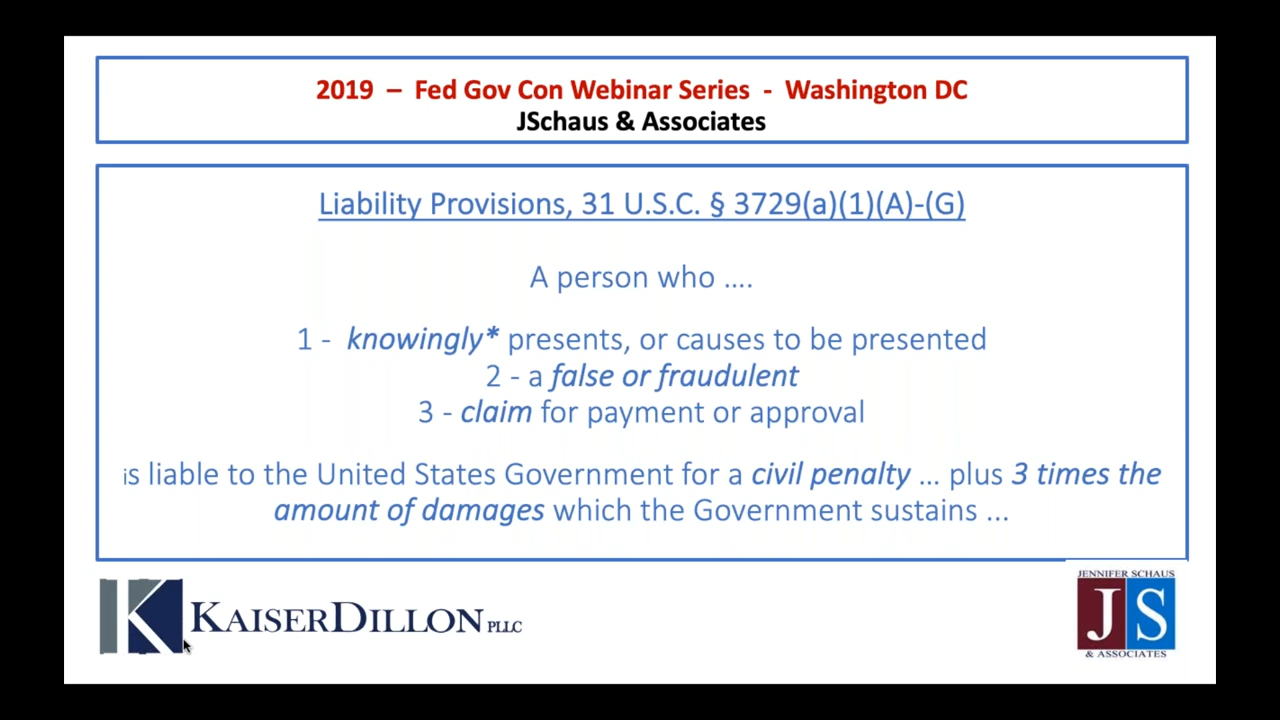 2019 – Fed Gov Con Webinar Series - Washington DC
JSchaus & Associates
Liability Provisions, 31 U.S.C. § 3729(a)(1)(A)-(G)
A person who ….
1 - knowingly* presents, or causes to be presented
2 - a false or fraudulent
3 - claim for payment or approval
is liable to the United States Government for a civil penalty … plus 3 times the
amount of damages which the Government sustains …
K KAISERDILLON PLLC
JENNIFER SCHAUS
JS
& ASSOCIATES